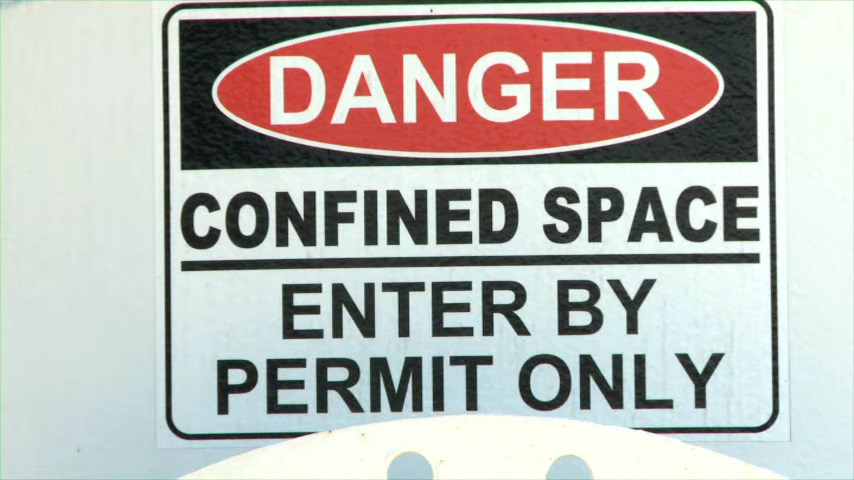 DANGER
CONFINED SPACE
ENTER BY
PERMIT ONLY